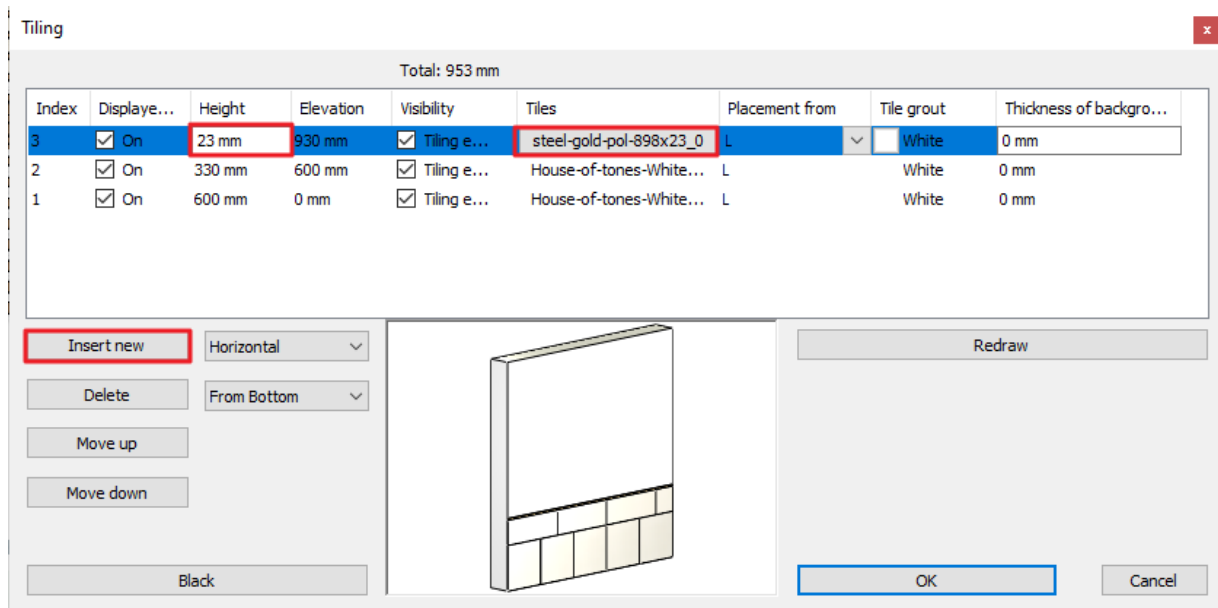 Tiling
x
Total: 953 mm
Index Displaye... Height Elevation Visibility Tiles Placement from Tile grout Thickness of backgro...
3 On 23 mm 930 mm Tiling e... steel-gold-pol-898x23_0 L White 0 mm
2 On 330 mm 600 mm Tiling e... House-of-tones-White... L White 0 mm
1 On 600 mm 0 mm Tiling e... House-of-tones-White... L White 0 mm
Insert new Horizontal Redraw
Delete From Bottom
Move up
Move down
Black OK Cancel